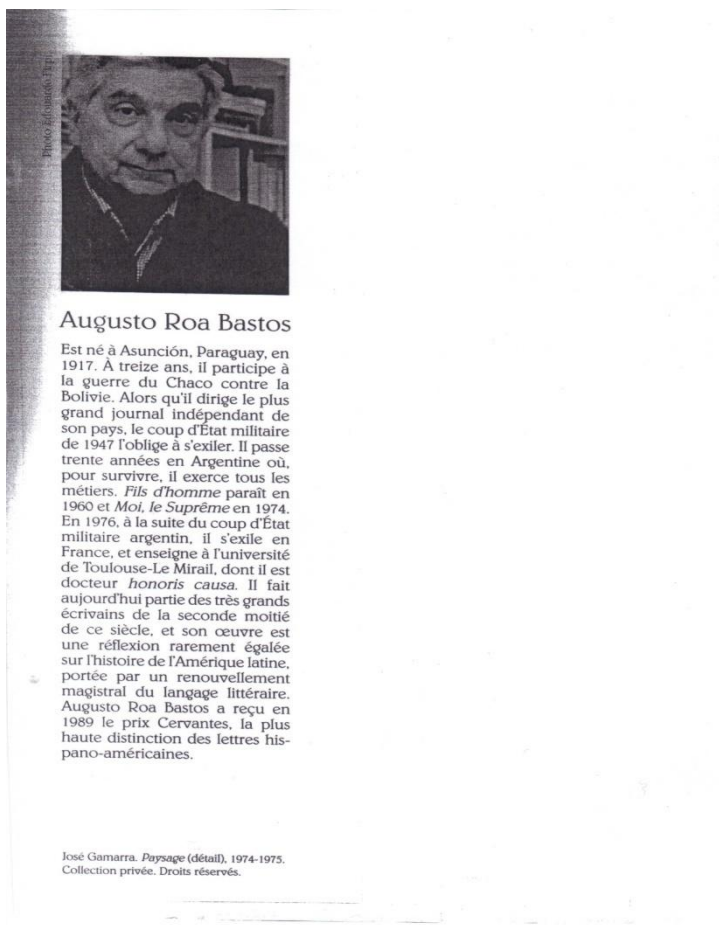 Photo
Augusto Roa Bastos
Est né à Asunción, Paraguay, en
1917. À treize ans, il participe à
la guerre du Chaco contre la
Bolivie. Alors qu'il dirige le plus
grand journal indépendant de
son pays, le coup d'État militaire
de 1947 l'oblige à s'exiler. Il passe
trente années en Argentine où,
pour survivre, il exerce tous les
métiers. Fils d'homme paraît en
1960 et Moi, le Suprême en 1974.
En 1976, à la suite du coup d'État
militaire argentin, il s'exile en
France, et enseigne à l'université
de Toulouse-Le Mirail, dont il est
docteur honoris causa. Il fait
aujourd'hui partie des très grands
écrivains de la seconde moitié
de ce siècle, et son œuvre est
une réflexion rarement égalée
sur l'histoire de l'Amérique latine,
portée par un renouvellement
magistral du langage littéraire.
Augusto Roa Bastos a reçu en
1989 le prix Cervantes, la plus
haute distinction des lettres his-
pano-américaines.
José Gamarra. Paysage (détail), 1974-1975.
Collection privée. Droits réservés.